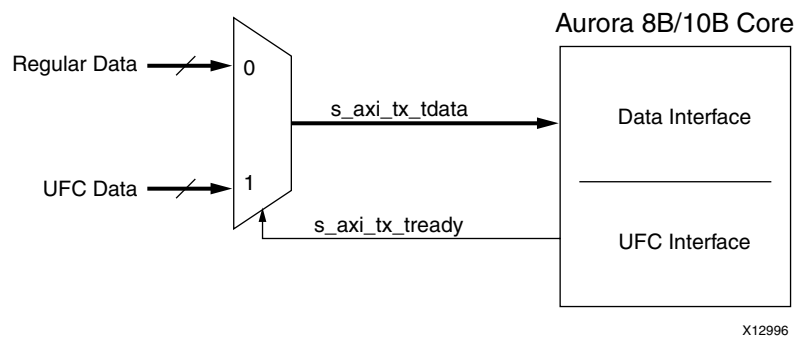 Aurora 8B/10B Core
Regular Data
0
s_axi_tx_tdata
Data Interface
UFC Data
1
s_axi_tx_tready
UFC Interface
X12996